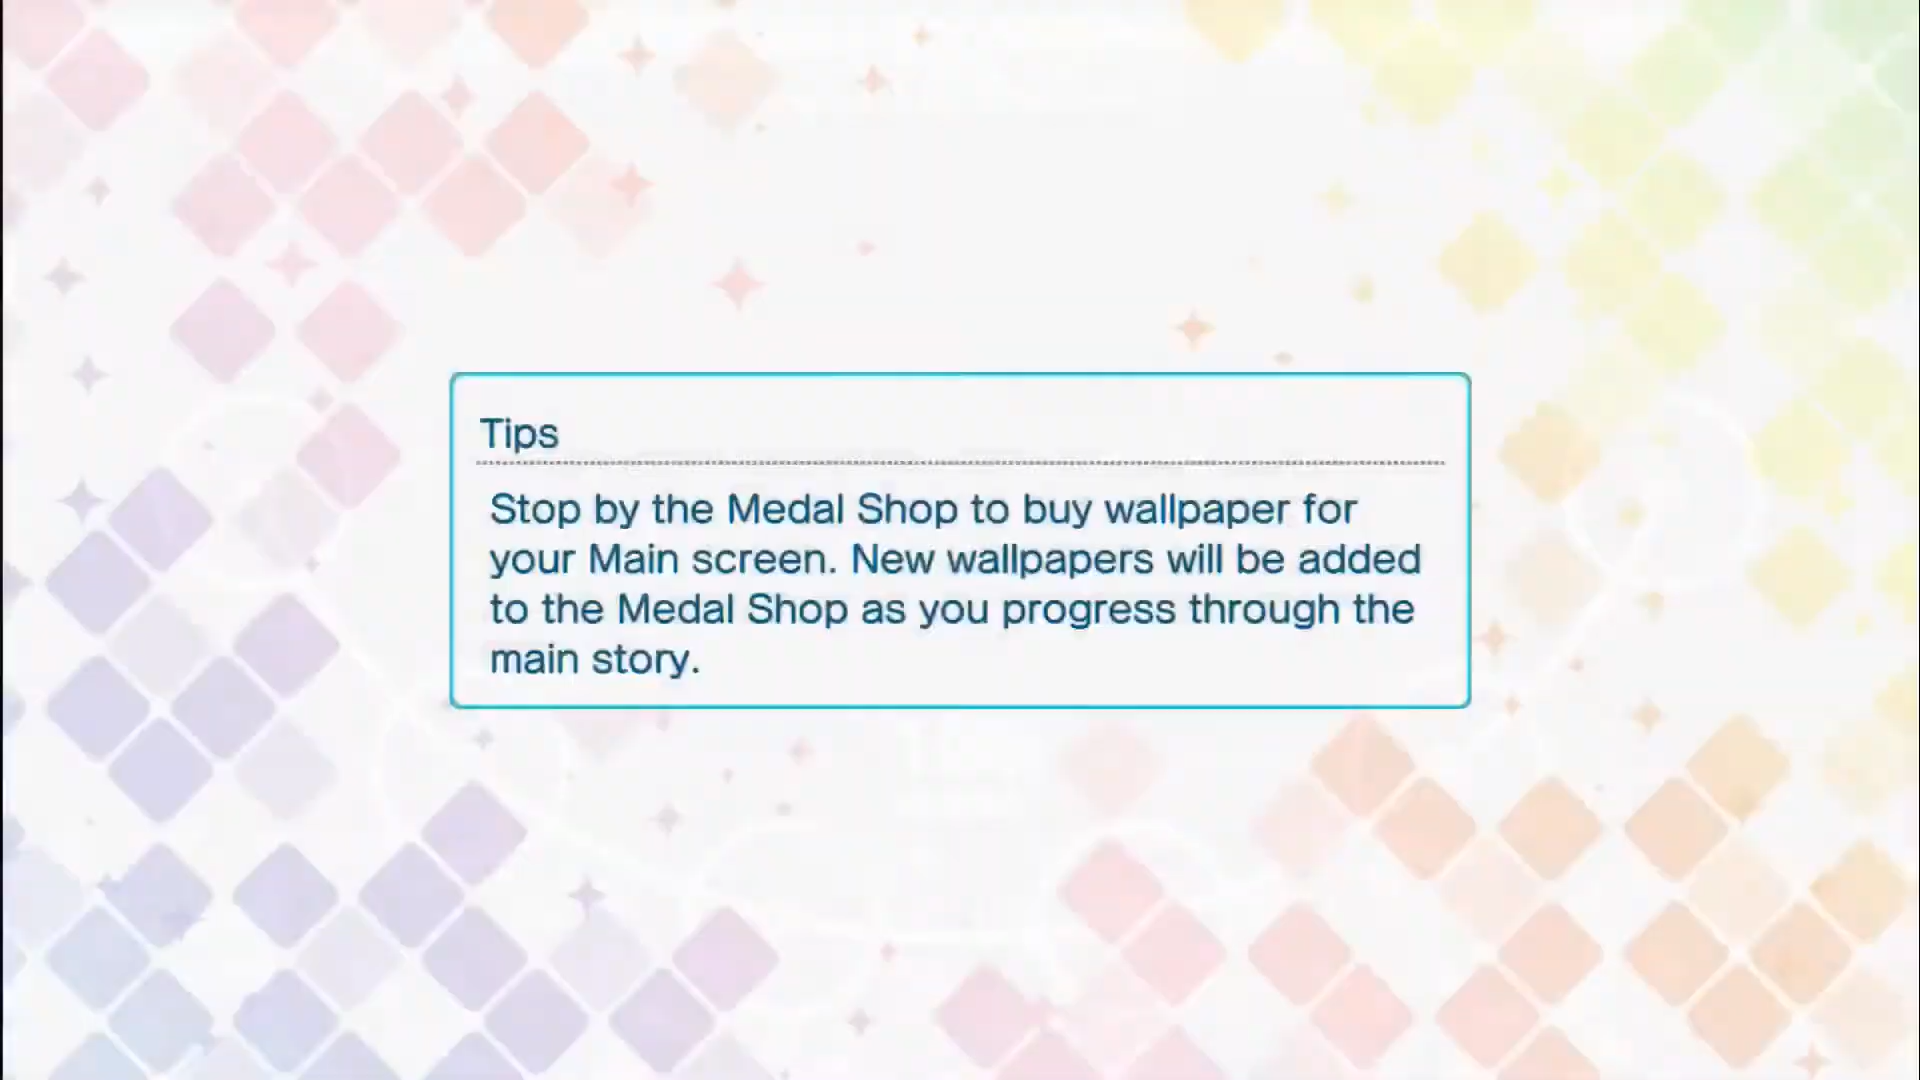 Tips
Stop by the Medal Shop to buy wallpaper for
your Main screen. New wallpapers will be added
to the Medal Shop as you progress through the
main story.